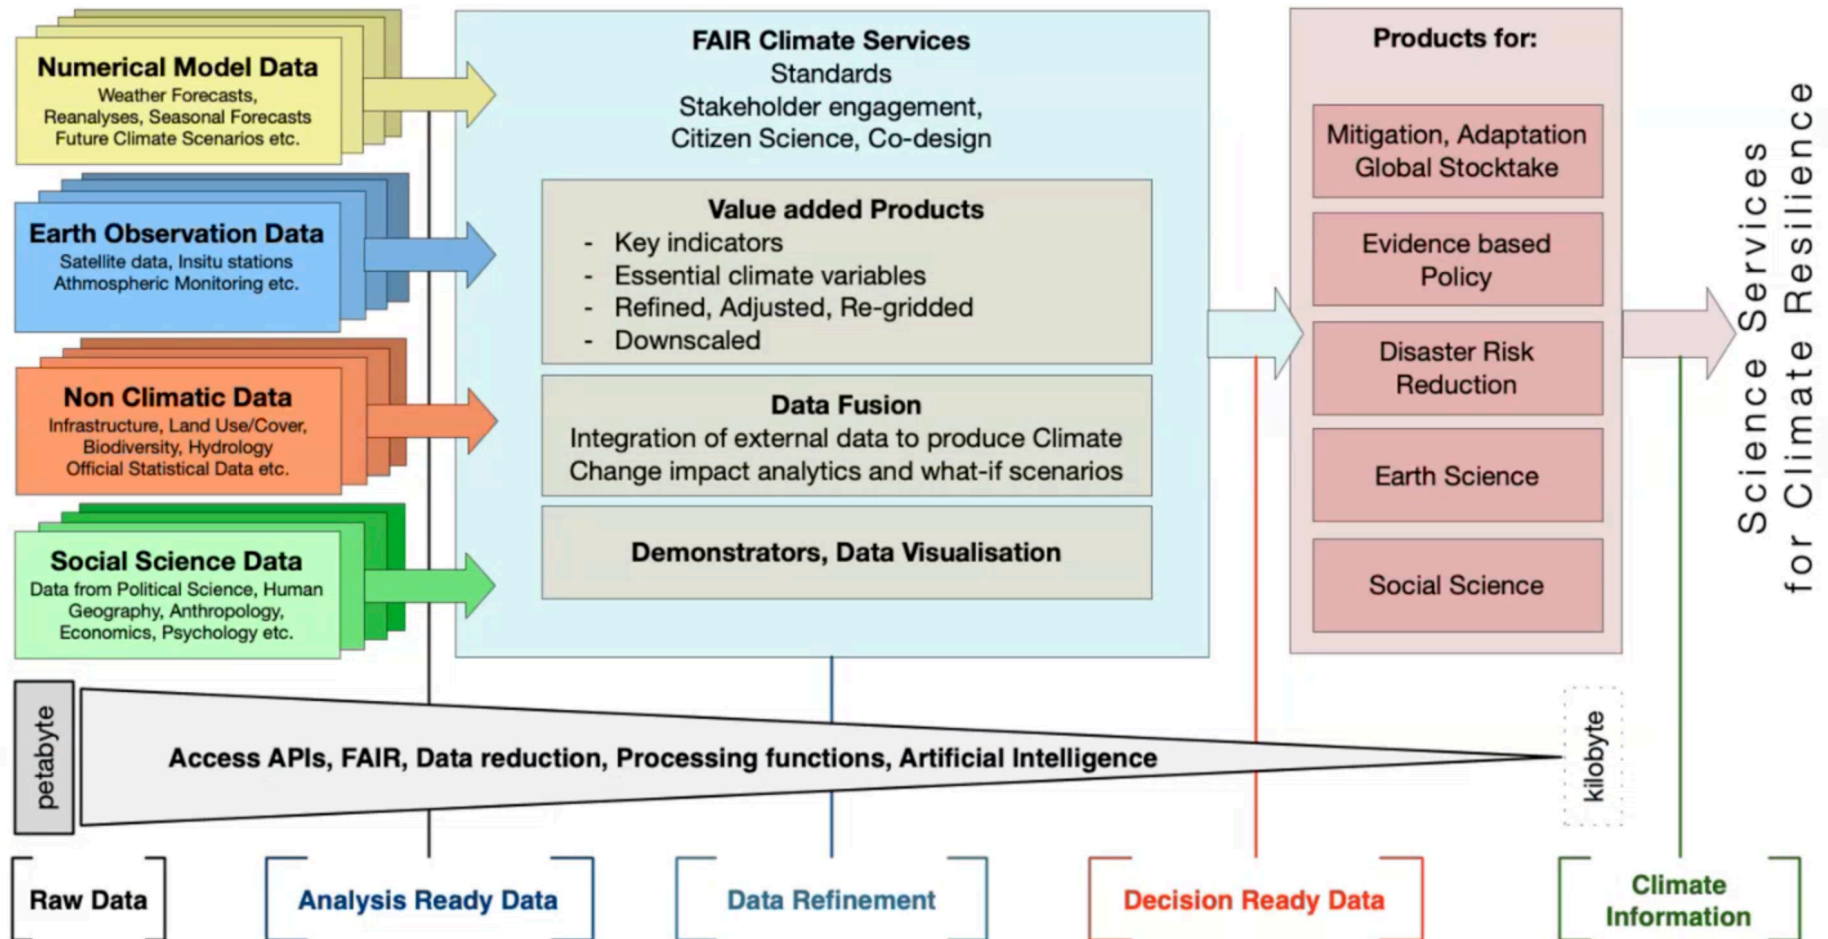 Numerical Model Data
Weather Forecasts,
Reanalyses, Seasonal Forecasts
Future Climate Scenarios etc.
Earth Observation Data
Satellite data, Insitu stations
Athmospheric Monitoring etc.
Non Climatic Data
Infrastructure, Land Use/Cover,
Biodiversity, Hydrology
Official Statistical Data etc.
Social Science Data
Data from Political Science, Human
Geography, Anthropology,
Economics, Psychology etc.
FAIR Climate Services
Standards
Stakeholder engagement,
Citizen Science, Co-design
Value added Products
- Key indicators
- Essential climate variables
- Refined, Adjusted, Re-gridded
- Downscaled
Data Fusion
Integration of external data to produce Climate
Change impact analytics and what-if scenarios
Demonstrators, Data Visualisation
Products for:
Mitigation, Adaptation
Global Stocktake
Evidence based
Policy
Disaster Risk
Reduction
Earth Science
Social Science
Science Services
for Climate Resilience
petabyte
Access APIs, FAIR, Data reduction, Processing functions, Artificial Intelligence
kilobyte
Raw Data
Analysis Ready Data
Data Refinement
Decision Ready Data
Climate
Information